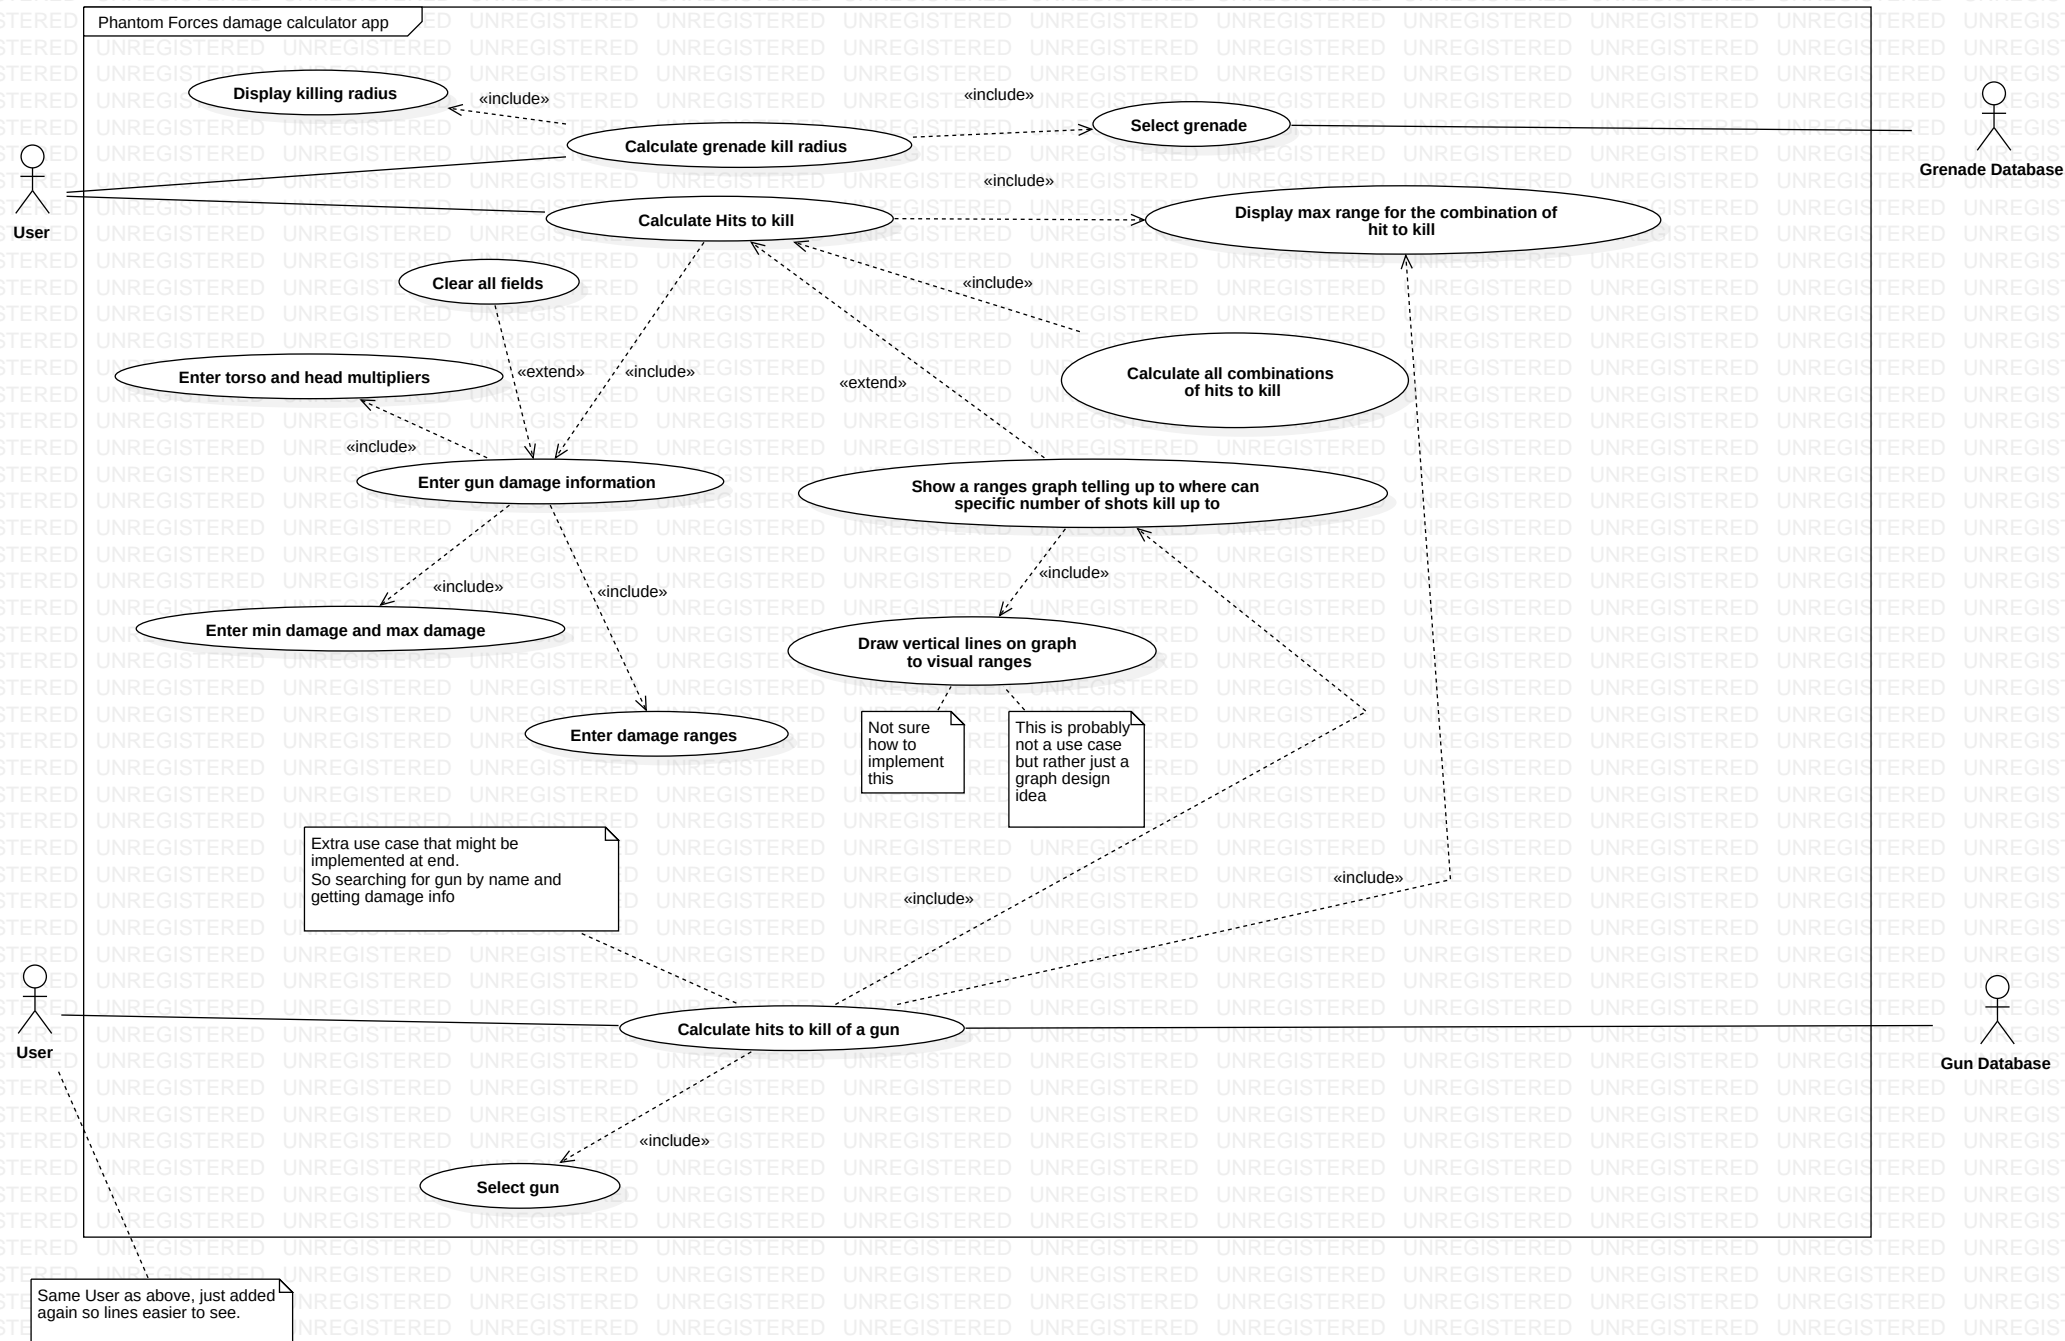 Phantom Forces damage calculator app
Display killing radius
«include»
«include»
Select grenade
Calculate grenade kill radius
Grenade Database
User
«include»
Calculate Hits to kill
Display max range for the combination of
hit to kill
Clear all fields
«include»
Enter torso and head multipliers
«extend»
«include»
«extend»
Calculate all combinations
of hits to kill
«include»
Enter gun damage information
Show a ranges graph telling up to where can
specific number of shots kill up to
«include»
«include»
«include»
Enter min damage and max damage
Draw vertical lines on graph
to visual ranges
Enter damage ranges
Not sure
how to
implement
this
This is probably
not a use case
but rather just a
graph design
idea
Extra use case that might be
implemented at end.
So searching for gun by name and
getting damage info
«include»
«include»
User
Calculate hits to kill of a gun
Gun Database
«include»
Select gun
Same User as above, just added
again so lines easier to see.
UNREGISTERED